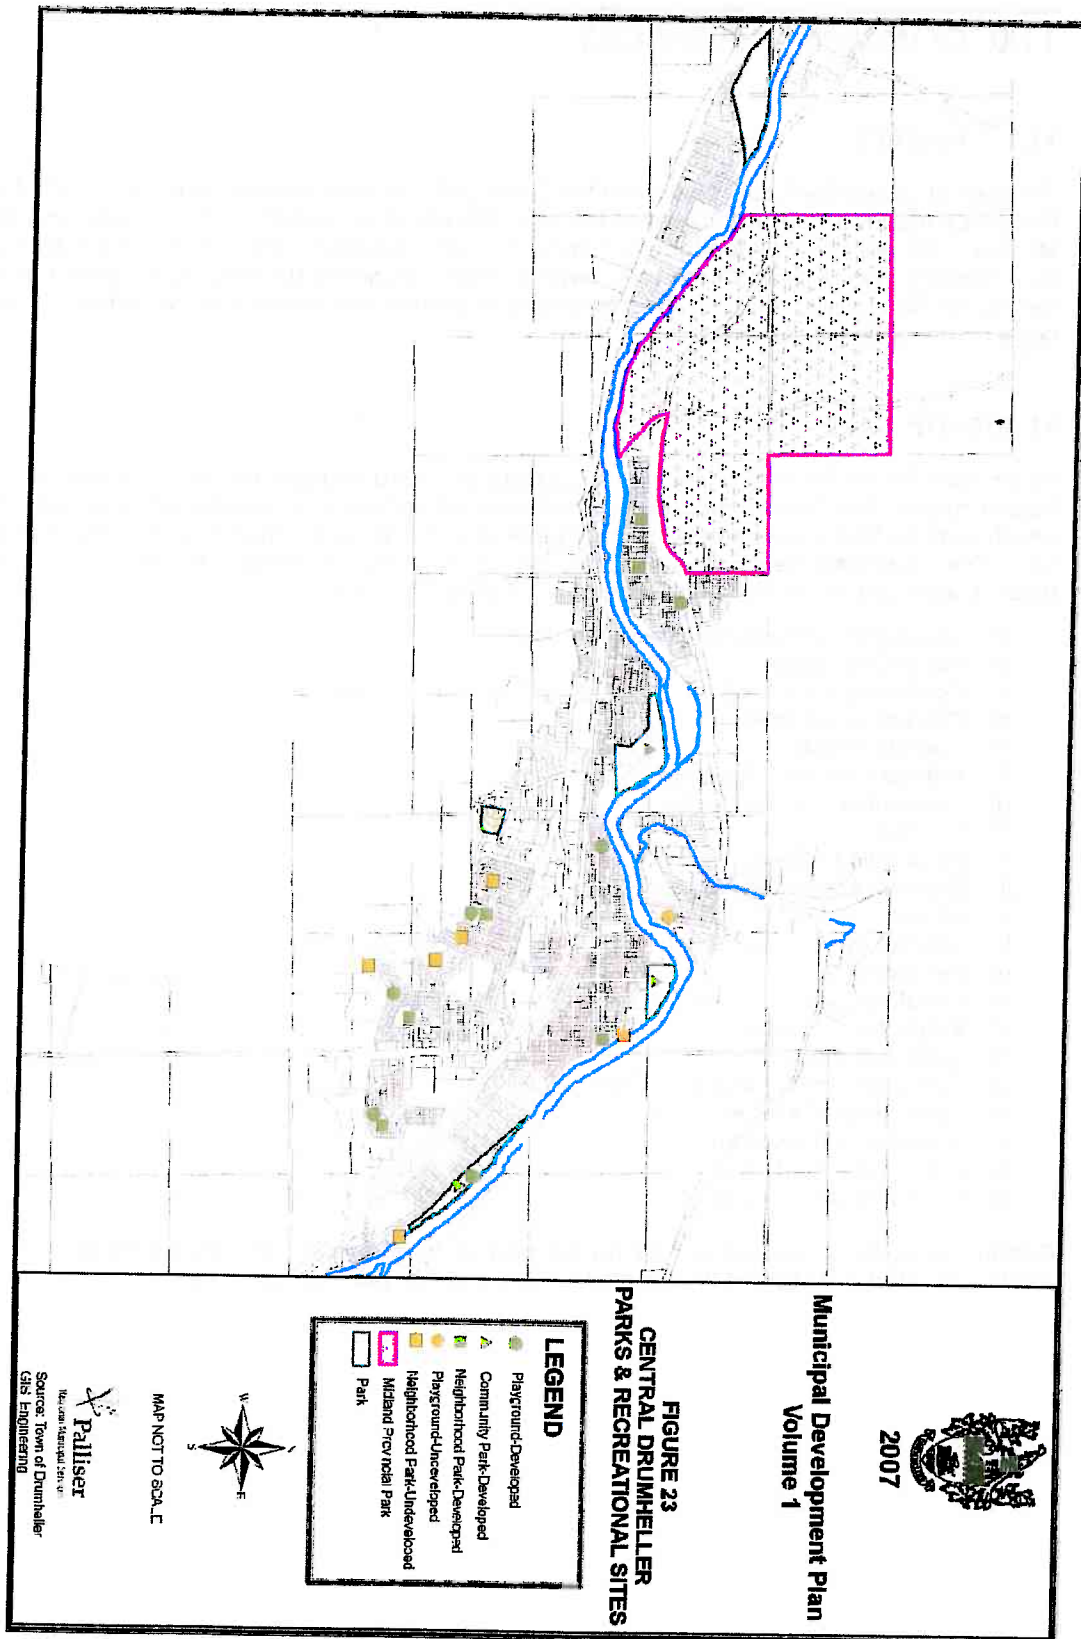 2007
Municipal Development Plan
Volume 1
FIGURE 23
CENTRAL DRUMHELLER
PARKS & RECREATIONAL SITES
LEGEND
Playground-Developed
Community Park-Developed
Neighborhood Park-Developed
Playground-Undeveloped
Neighborhood Park-Undeveloped
Midland Provincial Park
Park
W
E
S
MAP NOT TO SCALE
Palliser
Source: Town of Drumheller
GIS Engineering